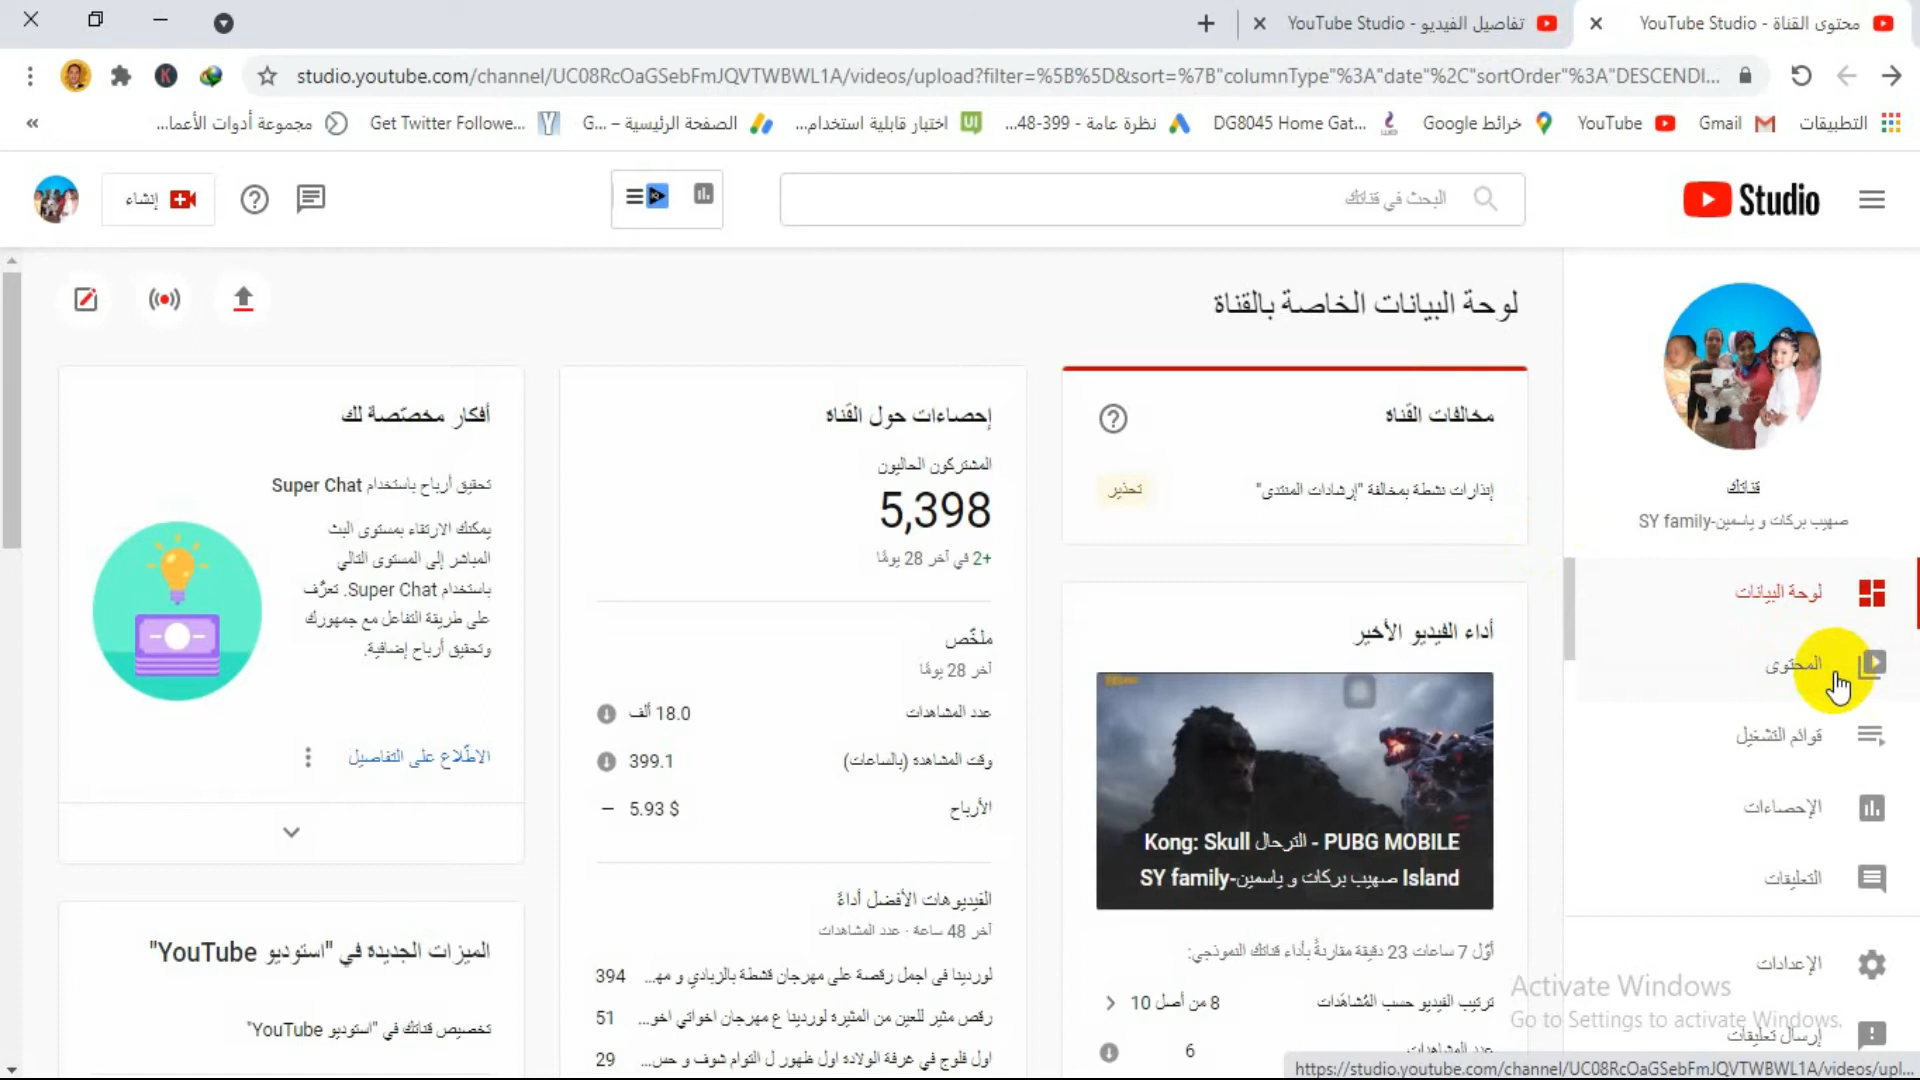 محتوى القناة - YouTube Studio
تفاصيل الفيديو - YouTube Studio
studio.youtube.com/channel/UC08RcOaGSebFmJQVTWBWL1A/videos/upload?filter=%5B%5D&sort=%7B"columnType"%3A"date"%2C"sortOrder"%3A"DESCENDI...
التطبيقات
Gmail
YouTube
خرائط Google
DG8045 Home Gat...
نظرة عامة - 399-48...
اختبار قابلية استخدام...
الصفحة الرئيسية – G...
Get Twitter Followe...
مجموعة أدوات الأعما...
Studio
البحث في قناتك
إنشاء
قناتك
صهيب بركات و ياسمين-SY family
لوحة البيانات
المحتوى
قوائم التشغيل
الإحصاءات
التعليقات
الإعدادات
إرسال تعليقات
لوحة البيانات الخاصة بالقناة
مخالفات القناة
إنذارات نشطة بمخالفة "إرشادات المنتدى"
تحذير
أداء الفيديو الأخير
PUBG MOBILE - الترحال Kong: Skull
Island صهيب بركات و ياسمين-SY family
أوّل 7 ساعات 23 دقيقة مقارنةً بأداء قناتك النموذجي:
ترتيب الفيديو حسب المُشاهَدات
8 من أصل 10
عدد المشاهدات
6
إحصاءات حول القناة
المشتركون الحاليون
5,398
+2 في آخر 28 يومًا
ملخّص
آخر 28 يومًا
عدد المشاهدات
18.0 ألف
وقت المشاهدة (بالساعات)
399.1
الأرباح
5.93 $
—
الفيديوهات الأفضل أداءً
آخر 48 ساعة · عدد المشاهدات
لوردينا فى اجمل رقصة على مهرجان قشطة بالزبادي و مه...
394
رقص مثير للعين من المثيره لوردينا ع مهرجان اخواتي اخو...
51
اول فلوج في غرفة الولاده اول ظهور ل التوام شوف و حس...
29
أفكار مخصّصة لك
تحقيق أرباح باستخدام Super Chat
يمكنك الارتقاء بمستوى البث
المباشر إلى المستوى التالي
باستخدام Super Chat. تعرَّف
على طريقة التفاعل مع جمهورك
وتحقيق أرباح إضافية.
الاطّلاع على التفاصيل
الميزات الجديدة في "استوديو YouTube"
تخصيص قناتك في "استوديو YouTube"
Activate Windows
Go to Settings to activate Windows.
https://studio.youtube.com/channel/UC08RcOaGSebFmJQVTWBWL1A/videos/upl...